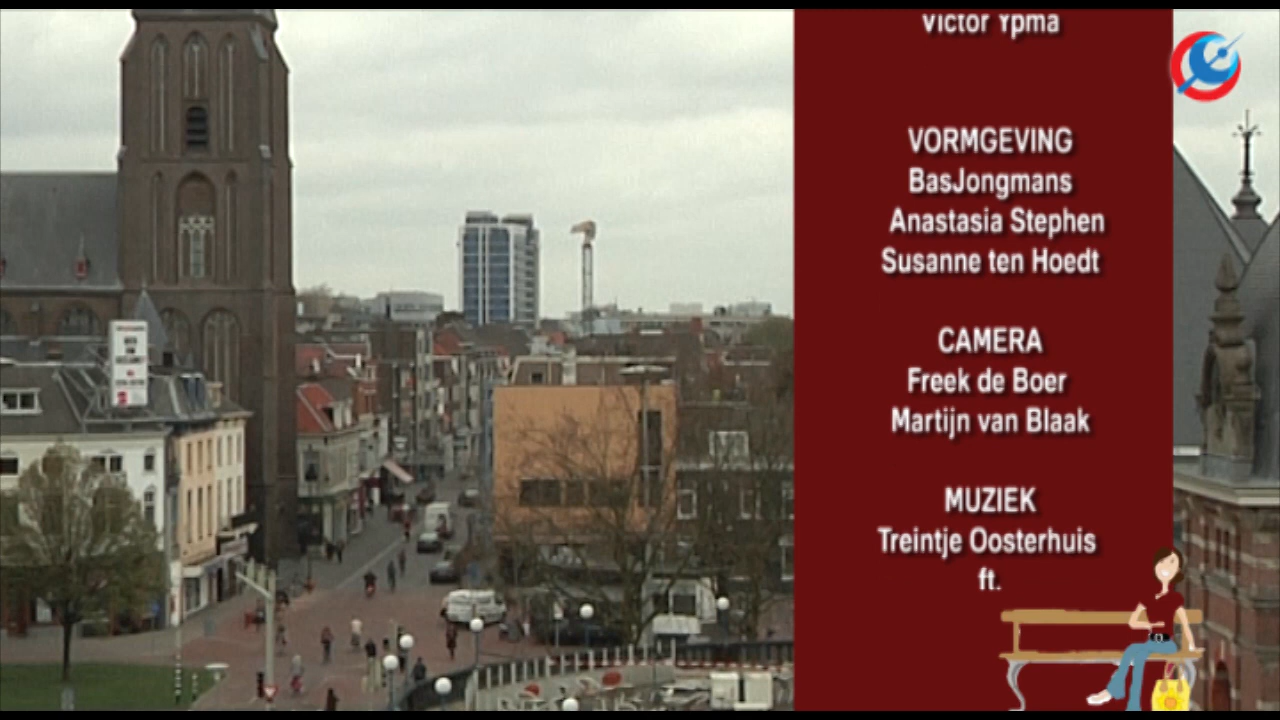 Victor Ypma
VORMGEVING
BasJongmans
Anastasia Stephen
Susanne ten Hoedt
CAMERA
Freek de Boer
Martijn van Blaak
MUZIEK
Treintje Oosterhuis
ft.